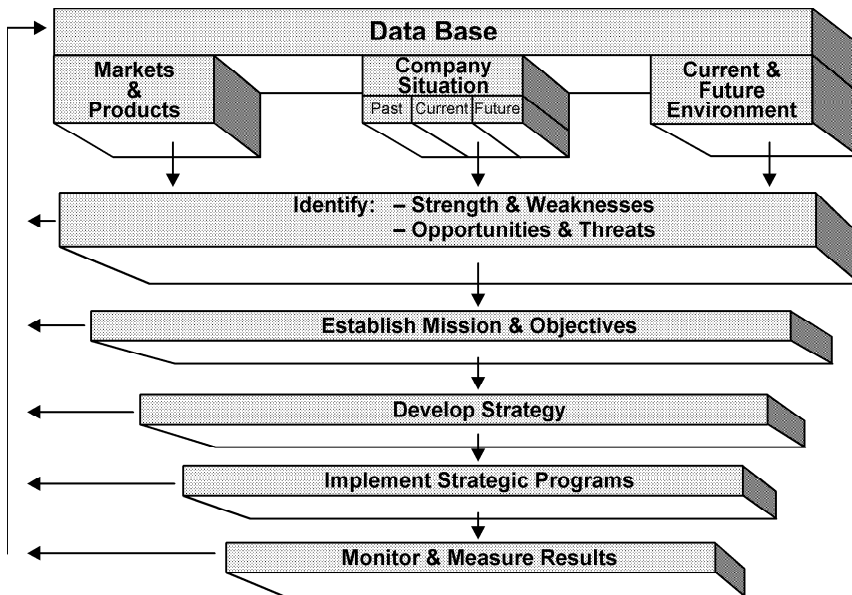 Data Base
Markets
&
Products
Company
Situation
Past Current Future
Current &
Future
Environment
Identify: – Strength & Weaknesses
– Opportunities & Threats
Establish Mission & Objectives
Develop Strategy
Implement Strategic Programs
Monitor & Measure Results